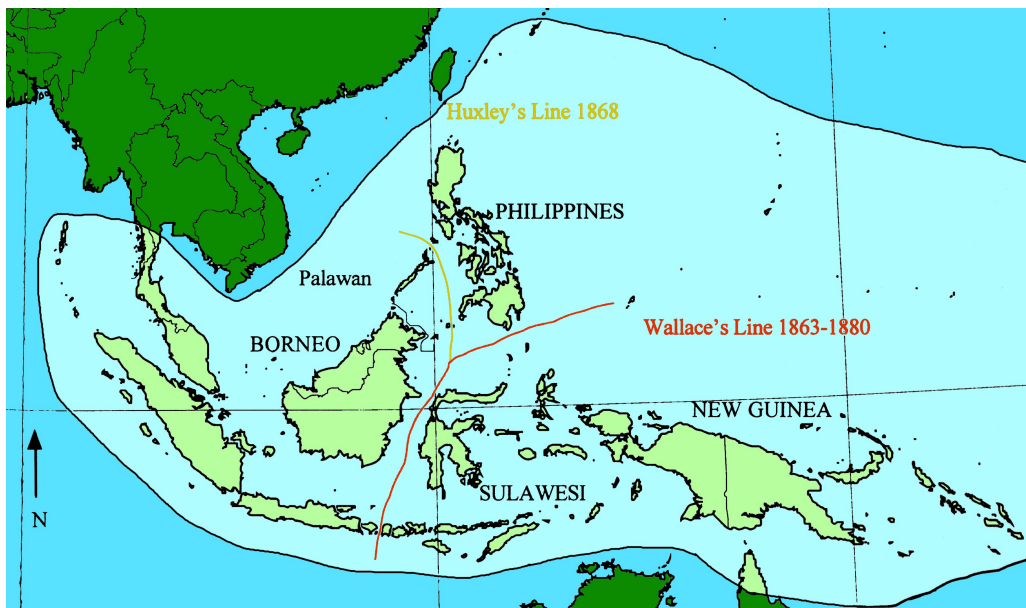 Huxley's Line 1868
PHILIPPINES
Palawan
Wallace's Line 1863-1880
BORNEO
NEW GUINEA
SULAWESI
N